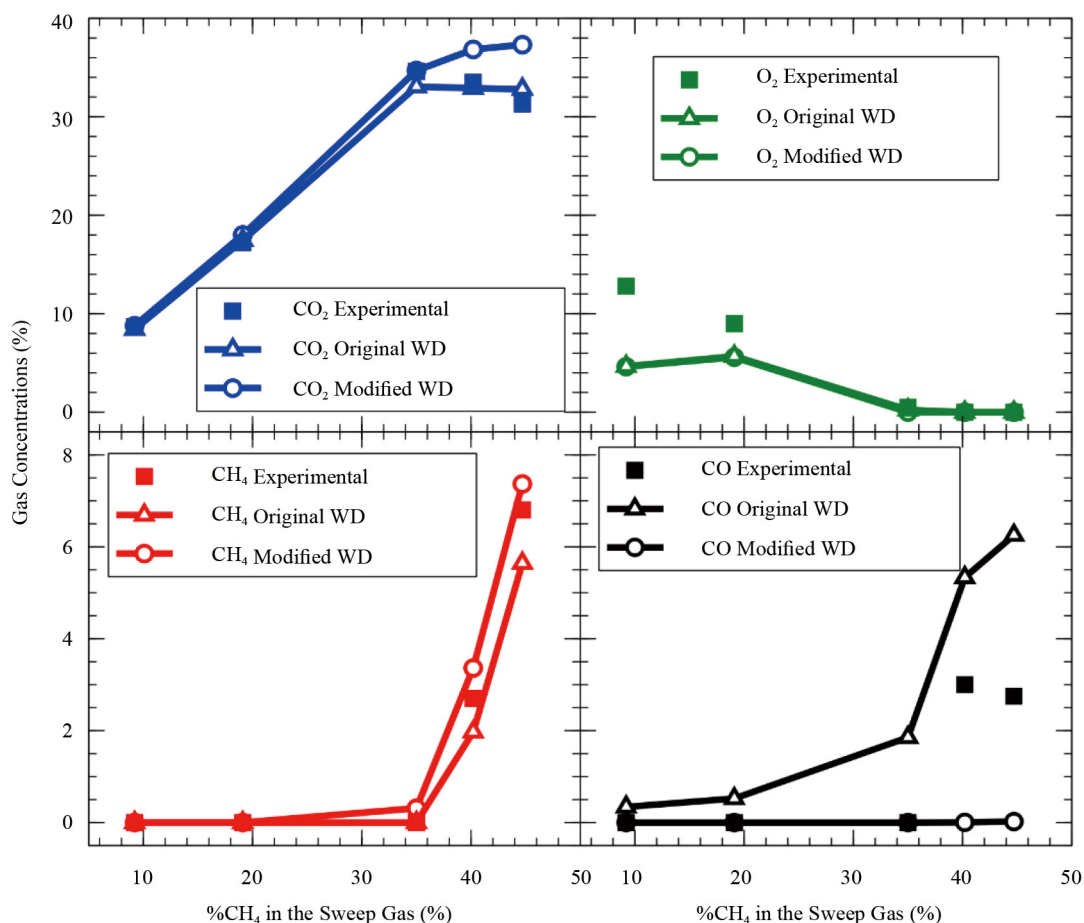 40
30
20
10
0
CO₂ Experimental
CO₂ Original WD
CO₂ Modified WD
O₂ Experimental
O₂ Original WD
O₂ Modified WD
Gas Concentrations (%)
8
6
4
2
0
CH₄ Experimental
CH₄ Original WD
CH₄ Modified WD
CO Experimental
CO Original WD
CO Modified WD
10 20 30 40 50 10 20 30 40 50
%CH₄ in the Sweep Gas (%) %CH₄ in the Sweep Gas (%)